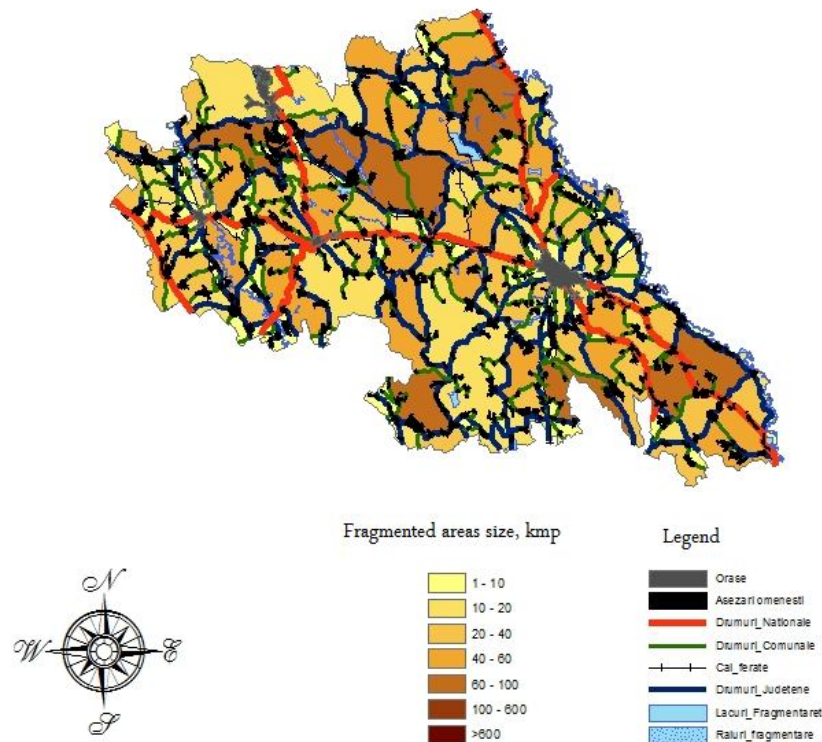 Fragmented areas size, kmp
1 - 10
10 - 20
20 - 40
40 - 60
60 - 100
100 - 600
>600
Legend
Orase
Asezari omenesti
Drumuri_Nationale
Drumuri_Comunale
Cai_ferate
Drumuri_Judetene
Lacuri_Fragmentaret
Raiuri_fragmentare
N
W
E
S